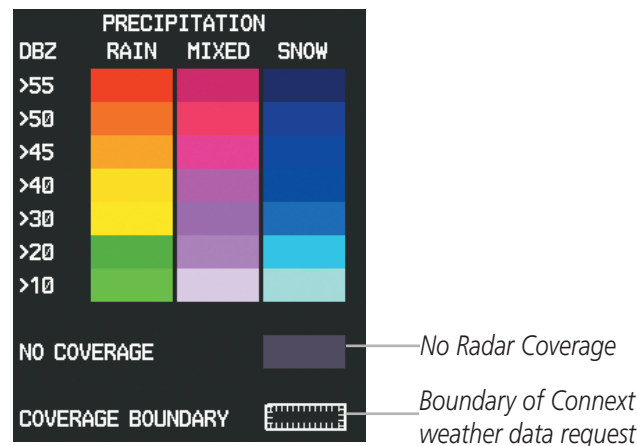 PRECIPITATION
DBZ RAIN MIXED SNOW
>55
>50
>45
>40
>30
>20
>10
NO COVERAGE
No Radar Coverage
COVERAGE BOUNDARY
Boundary of Connext
weather data request